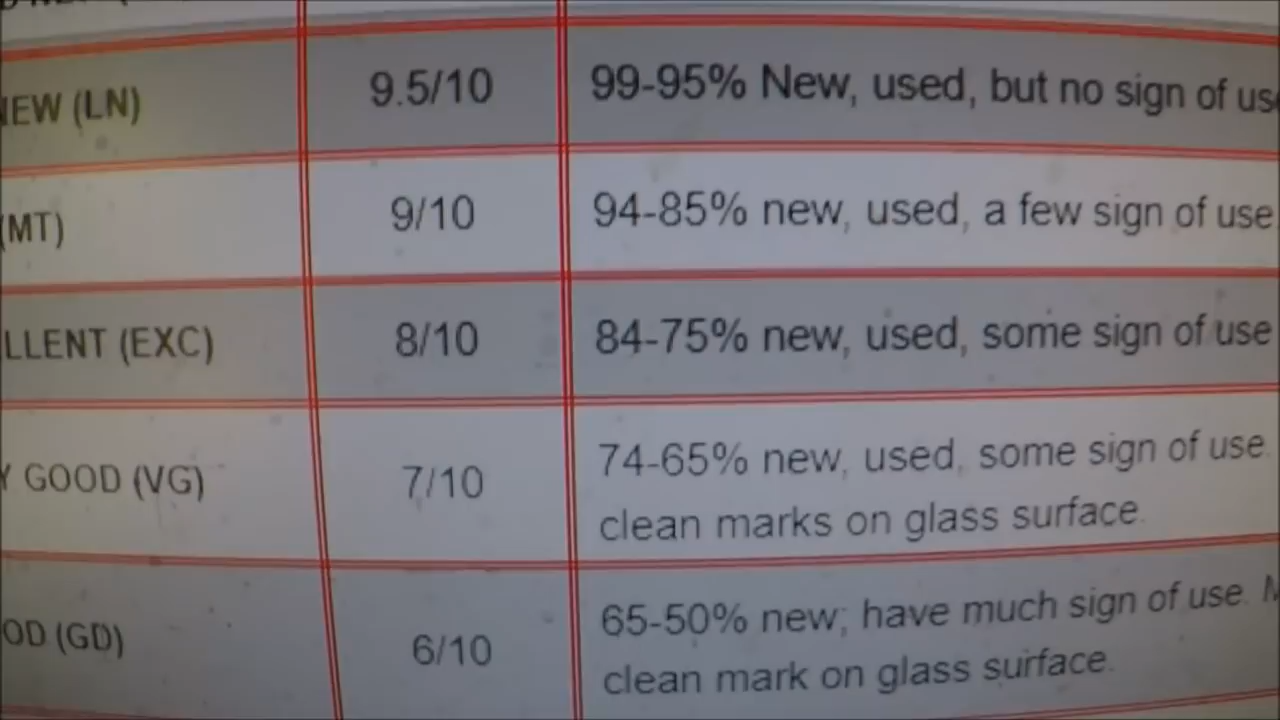 NEW (LN) 9.5/10 99-95% New, used, but no sign of use
(MT) 9/10 94-85% new, used, a few sign of use
LLENT (EXC) 8/10 84-75% new, used, some sign of use
Y GOOD (VG) 7/10 74-65% new, used, some sign of use.
clean marks on glass surface.
OD (GD) 6/10 65-50% new; have much sign of use. M
clean mark on glass surface.